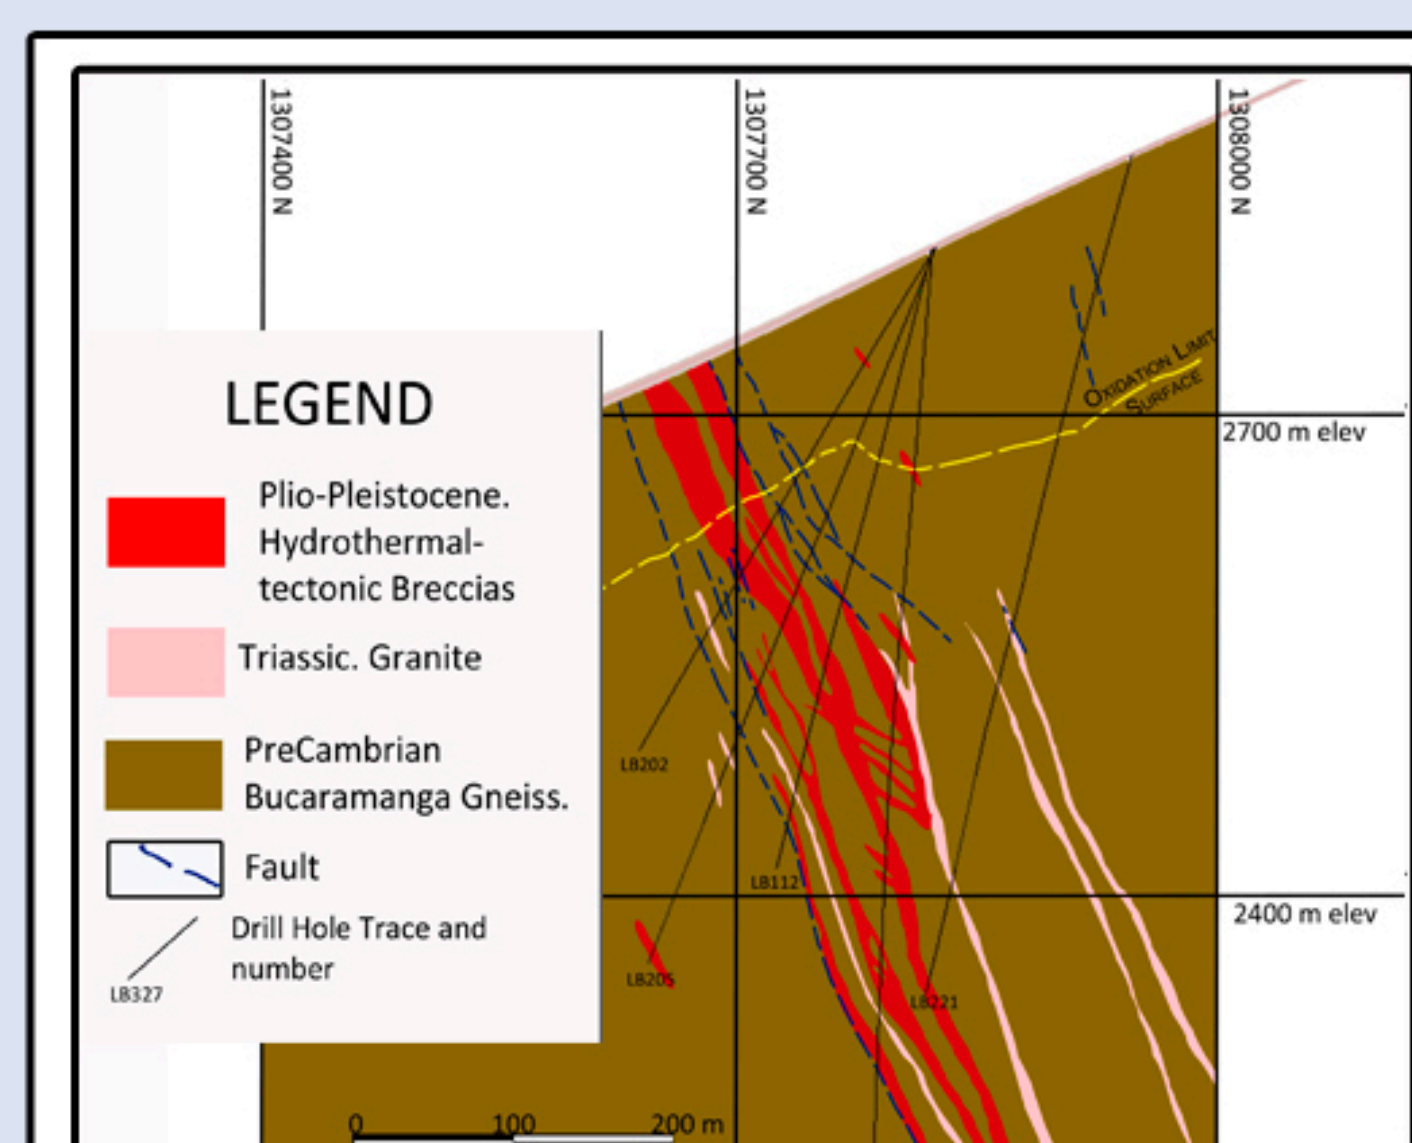 1307400 N
1307700 N
1308000 N
LEGEND
Plio-Pleistocene.
Hydrothermal-
tectonic Breccias
Triassic. Granite
PreCambrian
Bucaramanga Gneiss.
Fault
Drill Hole Trace and
number
LB327
Oxidation Limit
Surface
2700 m elev
LB202
LB112
2400 m elev
LB205
LB221
0 100 200 m